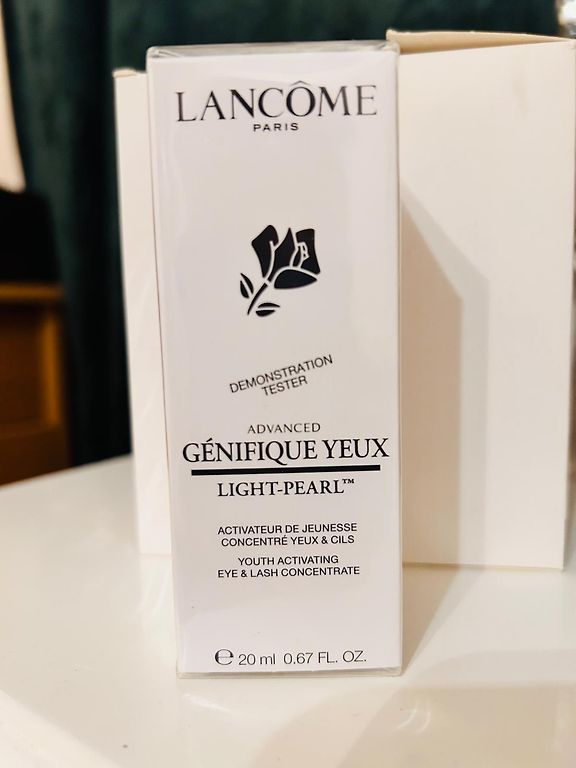 LANCÔME
PARIS
DEMONSTRATION
TESTER
ADVANCED
GÉNIFIQUE YEUX
LIGHT-PEARL™
ACTIVATEUR DE JEUNESSE
CONCENTRÉ YEUX & CILS
YOUTH ACTIVATING
EYE & LASH CONCENTRATE
℮ 20 ml 0.67 FL. OZ.